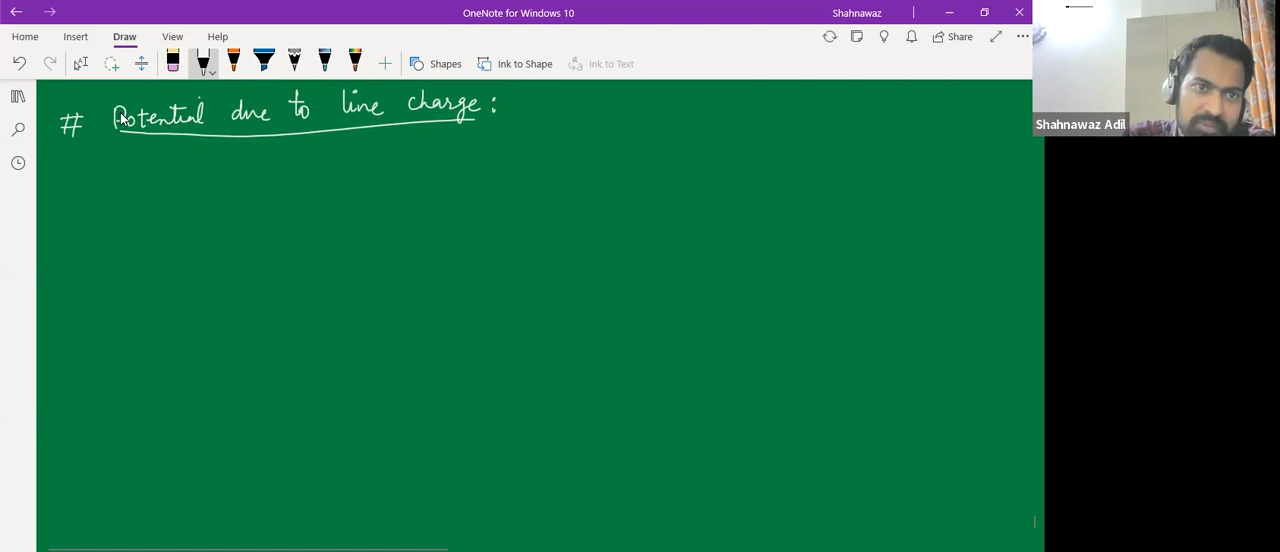 OneNote for Windows 10
Shahnawaz
Home Insert Draw View Help
Share
Shapes Ink to Shape Ink to Text
# Potential due to line charge :
Shahnawaz Adil